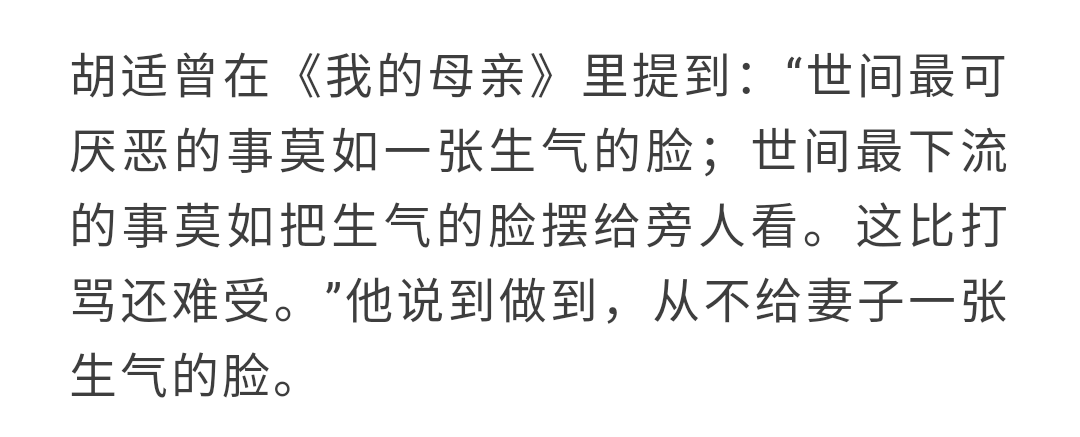 胡适曾在《我的母亲》里提到：“世间最可
厌恶的事莫如一张生气的脸；世间最下流
的事莫如把生气的脸摆给旁人看。这比打
骂还难受。”他说到做到，从不给妻子一张
生气的脸。